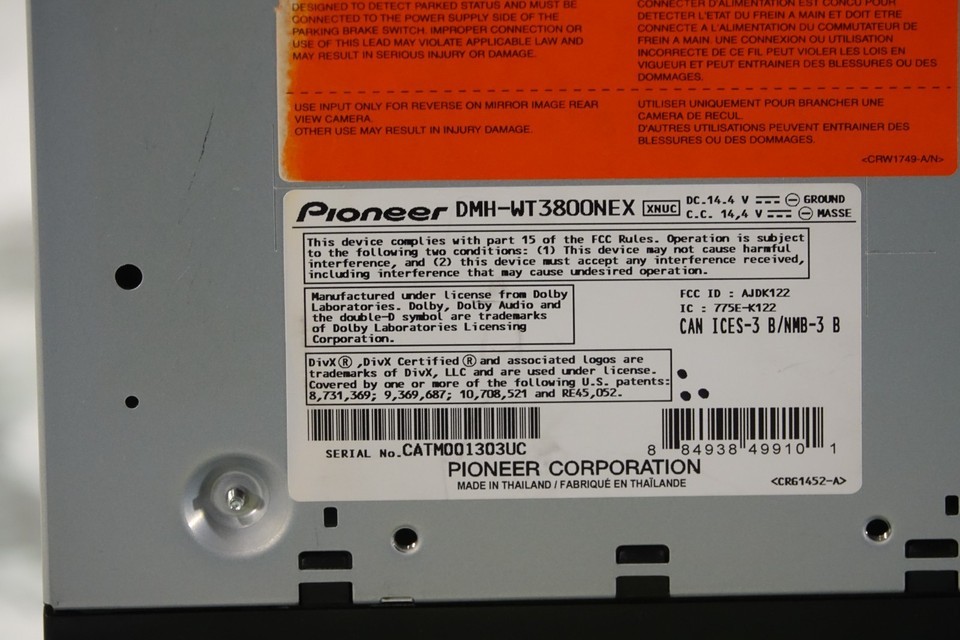 DESIGNED TO DETECT PARKED STATUS AND MUST BE
CONNECTED TO THE POWER SUPPLY SIDE OF THE
PARKING BRAKE SWITCH. IMPROPER CONNECTION OR
USE OF THIS LEAD MAY VIOLATE APPLICABLE LAW AND
MAY RESULT IN SERIOUS INJURY OR DAMAGE.
CONNECTER D'ALIMENTATION EST CONÇU POUR
DETECTER L'ETAT DU FREIN A MAIN ET DOIT ETRE
CONNECTE A L'ALIMENTATION DU COMMUTATEUR DE
FREIN A MAIN. UNE CONNEXION OU UTILISATION
INCORRECTE DE CE FIL PEUT VIOLER LES LOIS EN
VIGUEUR ET PEUT ENTRAINER DES BLESSURES OU DES
DOMMAGES.
USE INPUT ONLY FOR REVERSE ON MIRROR IMAGE REAR
VIEW CAMERA.
OTHER USE MAY RESULT IN INJURY DAMAGE.
UTILISER UNIQUEMENT POUR BRANCHER UNE
CAMERA DE RECUL.
D'AUTRES UTILISATIONS PEUVENT ENTRAINER DES
BLESSURES OU DES DOMMAGES.
<CRW1749-A/N>
Pioneer DMH-WT3800NEX XNUC
DC.14.4 V ⎓ ⊖ GROUND
C.C. 14,4 V ⎓ ⊖ MASSE
This device complies with part 15 of the FCC Rules. Operation is subject
to the following two conditions: (1) This device may not cause harmful
interference, and (2) this device must accept any interference received,
including interference that may cause undesired operation.
Manufactured under license from Dolby
Laboratories. Dolby, Dolby Audio and
the double-D symbol are trademarks
of Dolby Laboratories Licensing
Corporation.
FCC ID : AJDK122
IC : 775E-K122
CAN ICES-3 B/NMB-3 B
DivX® ,DivX Certified® and associated logos are
trademarks of DivX, LLC and are used under license.
Covered by one or more of the following U.S. patents:
8,731,369; 9,369,687; 10,708,521 and RE45,052.
SERIAL No.CATM001303UC
8 84938 49910 1
PIONEER CORPORATION
MADE IN THAILAND / FABRIQUÉ EN THAÏLANDE
<CRG1452-A>